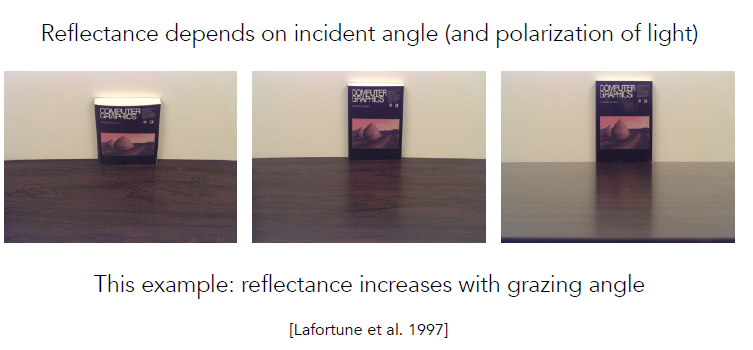 Reflectance depends on incident angle (and polarization of light)
COMPUTER
GRAPHICS
COMPUTER
GRAPHICS
COMPUTER
GRAPHICS
This example: reflectance increases with grazing angle
[Lafortune et al. 1997]